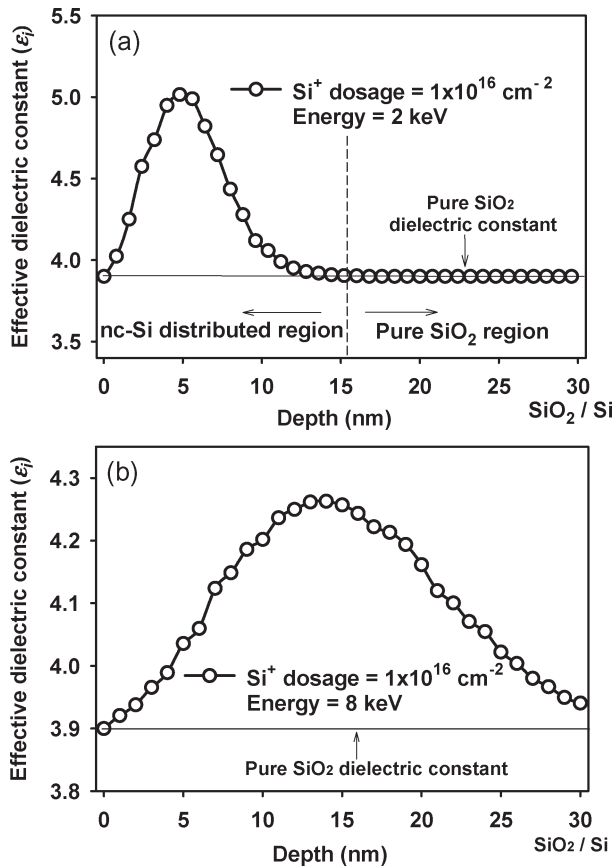 (a)
Effective dielectric constant (εi)
5.5
5.0
4.5
4.0
3.5
Si+ dosage = 1x10^16 cm^-2
Energy = 2 keV
Pure SiO2
dielectric constant
nc-Si distributed region
Pure SiO2 region
0 5 10 15 20 25 30
Depth (nm)
SiO2 / Si
(b)
Effective dielectric constant (εi)
4.3
4.2
4.1
4.0
3.9
3.8
Si+ dosage = 1x10^16 cm^-2
Energy = 8 keV
Pure SiO2 dielectric constant
0 5 10 15 20 25 30
Depth (nm)
SiO2 / Si